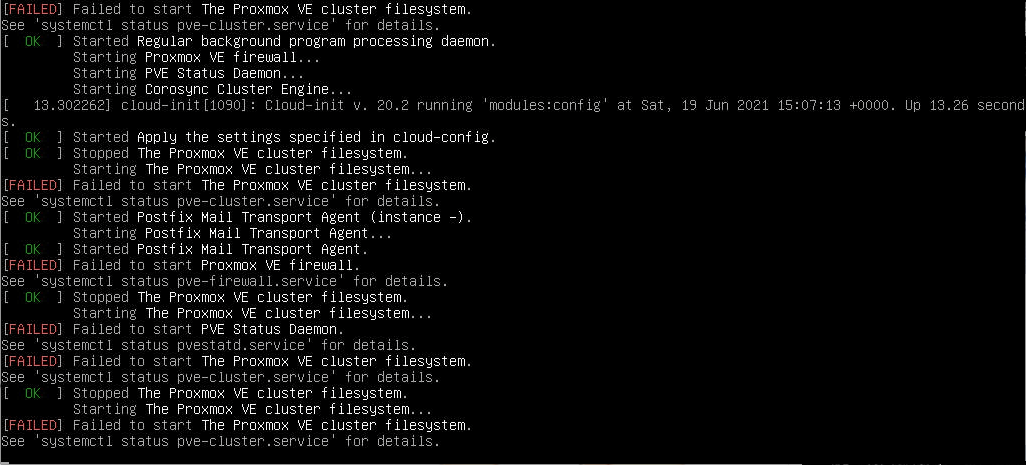 [FAILED] Failed to start The Proxmox VE cluster filesystem.
See 'systemctl status pve-cluster.service' for details.
[  OK  ] Started Regular background program processing daemon.
         Starting Proxmox VE firewall...
         Starting PVE Status Daemon...
         Starting Corosync Cluster Engine...
[   13.302262] cloud-init[1090]: Cloud-init v. 20.2 running 'modules:config' at Sat, 19 Jun 2021 15:07:13 +0000. Up 13.26 second
s.
[  OK  ] Started Apply the settings specified in cloud-config.
[  OK  ] Stopped The Proxmox VE cluster filesystem.
         Starting The Proxmox VE cluster filesystem...
[FAILED] Failed to start The Proxmox VE cluster filesystem.
See 'systemctl status pve-cluster.service' for details.
[  OK  ] Started Postfix Mail Transport Agent (instance -).
         Starting Postfix Mail Transport Agent...
[  OK  ] Started Postfix Mail Transport Agent.
[FAILED] Failed to start Proxmox VE firewall.
See 'systemctl status pve-firewall.service' for details.
[  OK  ] Stopped The Proxmox VE cluster filesystem.
         Starting The Proxmox VE cluster filesystem...
[FAILED] Failed to start PVE Status Daemon.
See 'systemctl status pvestatd.service' for details.
[FAILED] Failed to start The Proxmox VE cluster filesystem.
See 'systemctl status pve-cluster.service' for details.
[  OK  ] Stopped The Proxmox VE cluster filesystem.
         Starting The Proxmox VE cluster filesystem...
[FAILED] Failed to start The Proxmox VE cluster filesystem.
See 'systemctl status pve-cluster.service' for details.